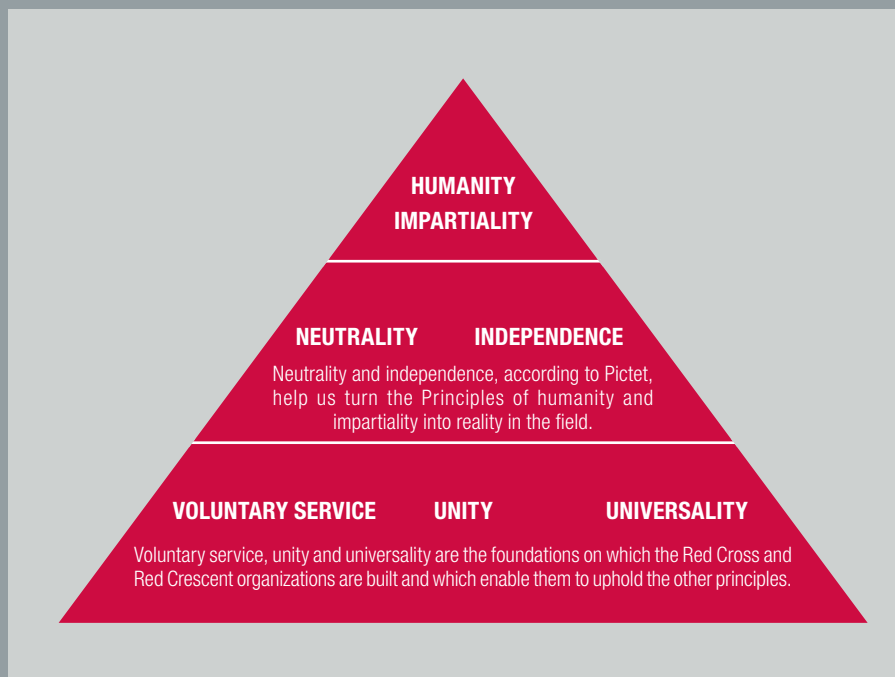 HUMANITY
IMPARTIALITY
NEUTRALITY INDEPENDENCE
Neutrality and independence, according to Pictet,
help us turn the Principles of humanity and
impartiality into reality in the field.
VOLUNTARY SERVICE UNITY UNIVERSALITY
Voluntary service, unity and universality are the foundations on which the Red Cross and
Red Crescent organizations are built and which enable them to uphold the other principles.